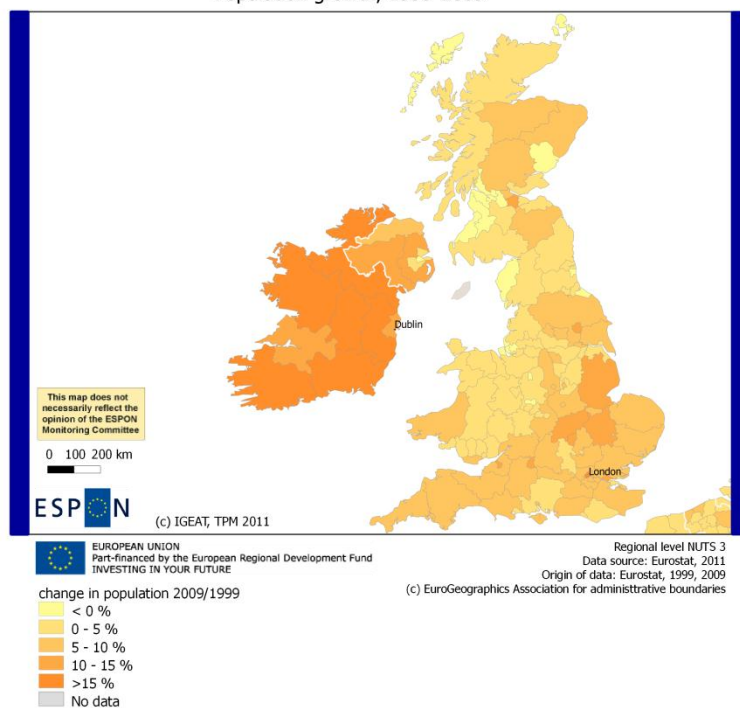 Dublin
London
This map does not
necessarily reflect the
opinion of the ESPON
Monitoring Committee
0 100 200 km
ESPON
(c) IGEAT, TPM 2011
EUROPEAN UNION
Part-financed by the European Regional Development Fund
INVESTING IN YOUR FUTURE
Regional level NUTS 3
Data source: Eurostat, 2011
Origin of data: Eurostat, 1999, 2009
(c) EuroGeographics Association for administtrative boundaries
change in population 2009/1999
< 0 %
0 - 5 %
5 - 10 %
10 - 15 %
>15 %
No data